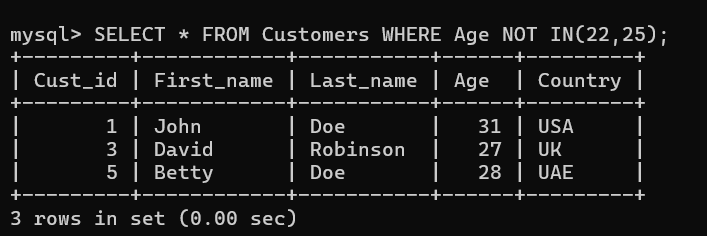 mysql> SELECT * FROM Customers WHERE Age NOT IN(22,25);
+---------+------------+-----------+------+---------+
| Cust_id | First_name | Last_name | Age  | Country |
+---------+------------+-----------+------+---------+
|       1 | John       | Doe       |   31 | USA     |
|       3 | David      | Robinson  |   27 | UK      |
|       5 | Betty      | Doe       |   28 | UAE     |
+---------+------------+-----------+------+---------+
3 rows in set (0.00 sec)